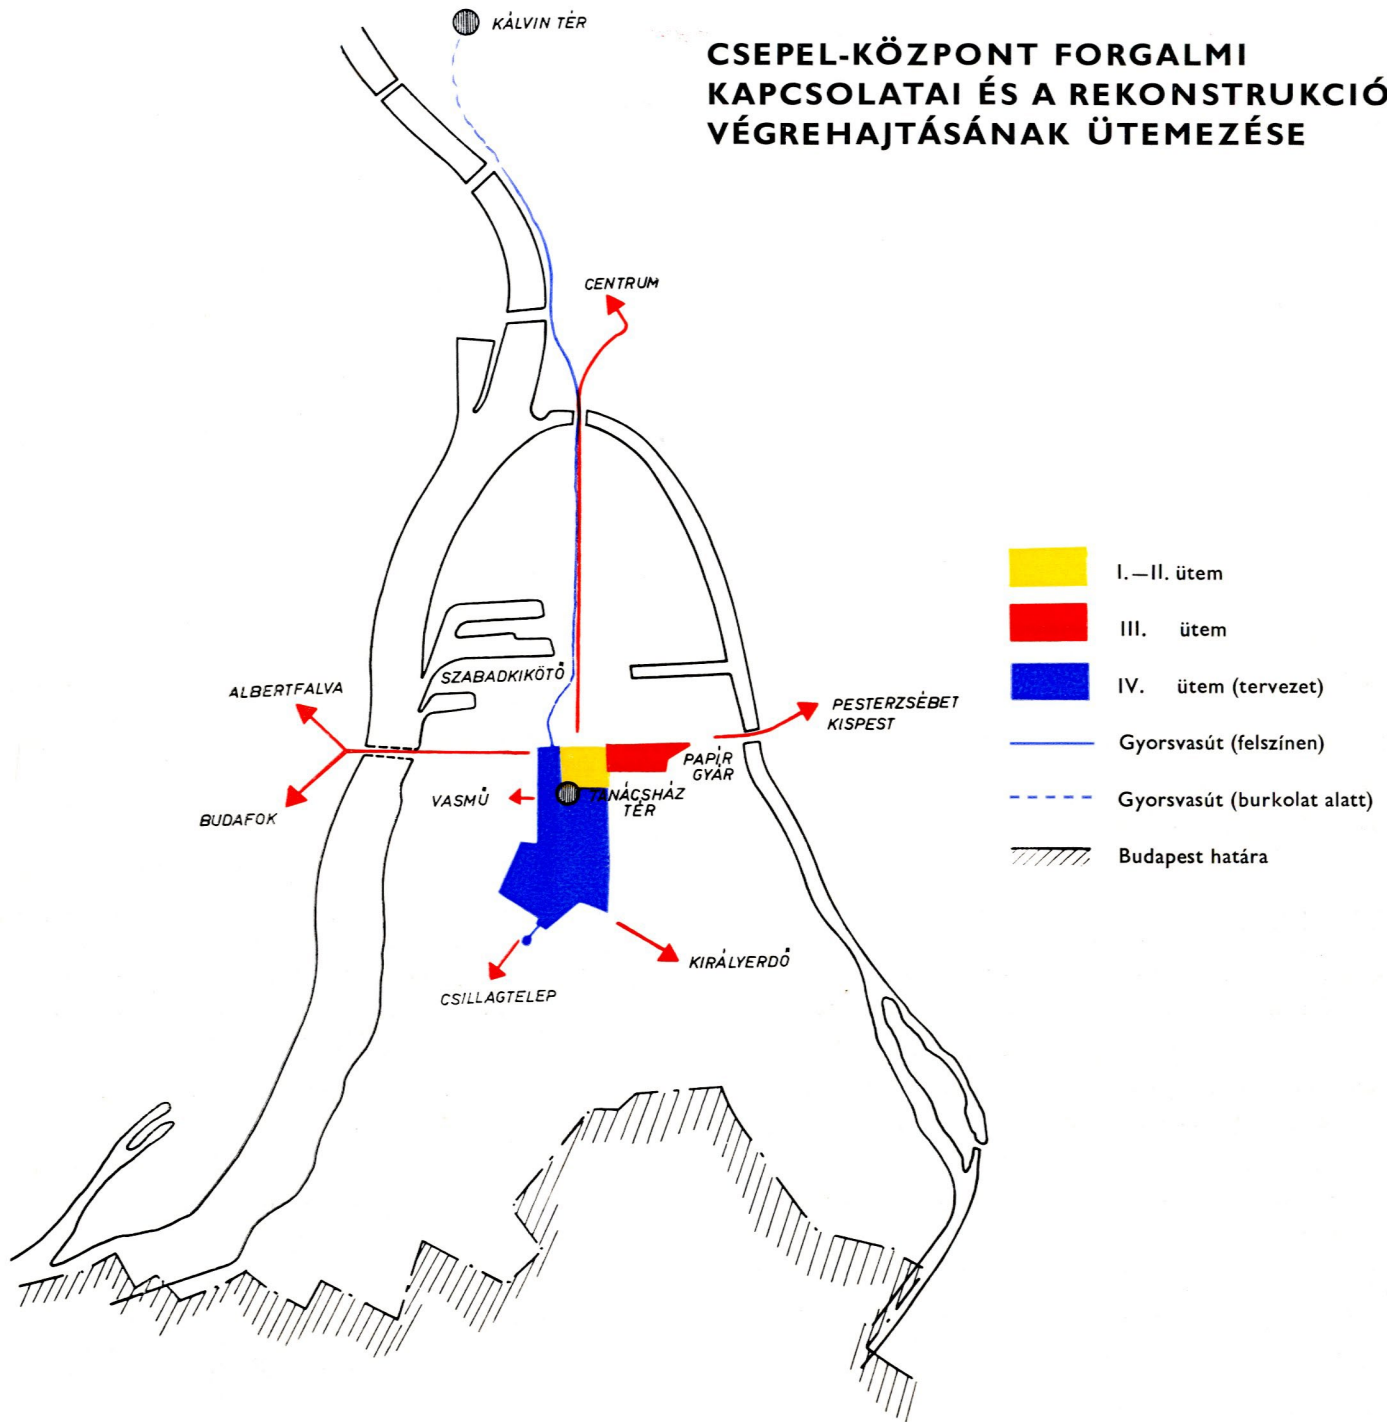 KÁLVIN TÉR
CSEPEL-KÖZPONT FORGALMI
KAPCSOLATAI ÉS A REKONSTRUKCIÓ
VÉGREHAJTÁSÁNAK ÜTEMEZÉSE
CENTRUM
I.—II. ütem
III. ütem
IV. ütem (tervezet)
Gyorsvasút (felszínen)
Gyorsvasút (burkolat alatt)
Budapest határa
SZABADKIKÖTŐ
ALBERTFALVA
PESTERZSÉBET
KISPEST
PAPÍR
GYÁR
VASMŰ
TANÁCSHÁZ
TÉR
BUDAFOK
KIRÁLYERDŐ
CSILLAGTELEP